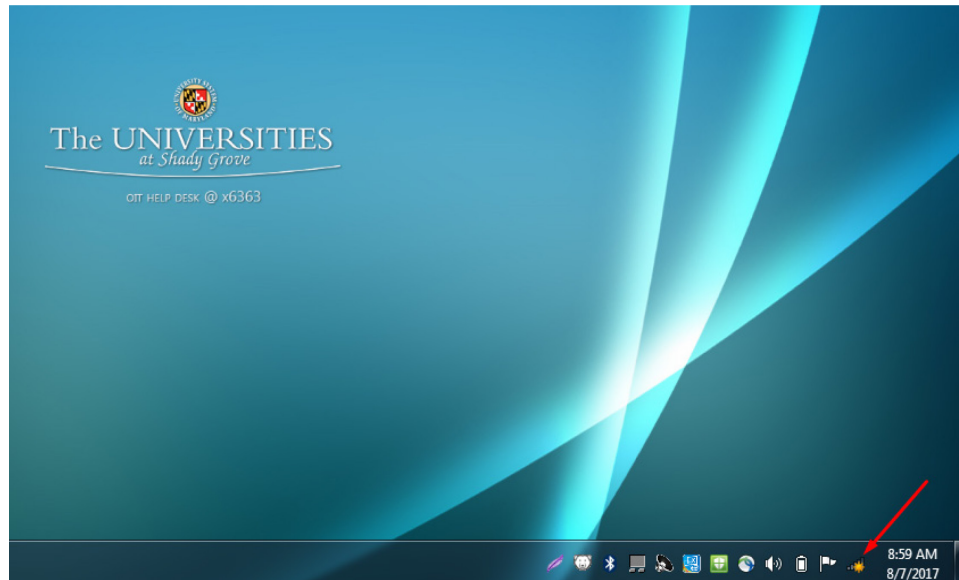 The UNIVERSITIES
at Shady Grove
OIT HELP DESK @ x6363
8:59 AM
8/7/2017